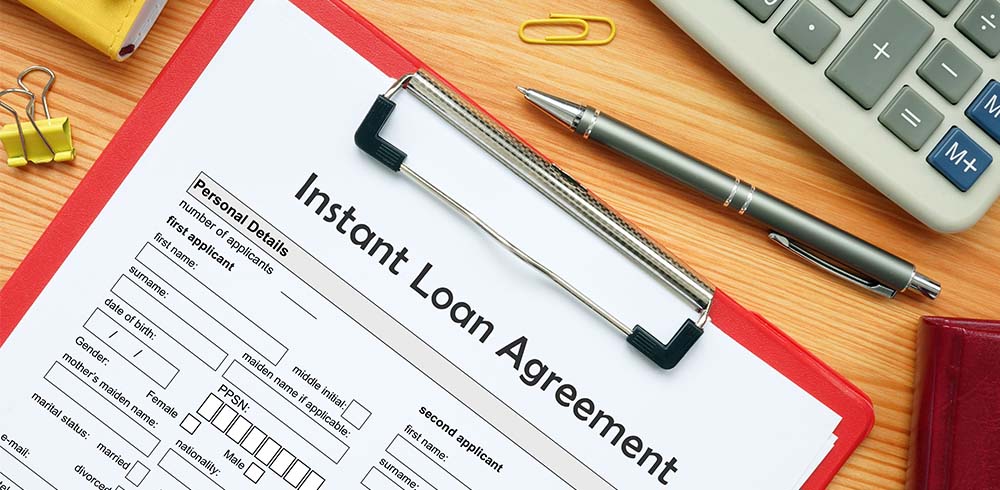 Instant Loan Agreement
Personal Details
number of applicants
first applicant
first name:
surname:
maiden name if applicable:
middle initial:
date of birth:
/ /
Gender:
Female
Male
PPSN:
mother's maiden name:
nationality:
marital status:
married
divorced
e-mail:
second applicant
first name:
surname:
+
−
÷
=
M+
M